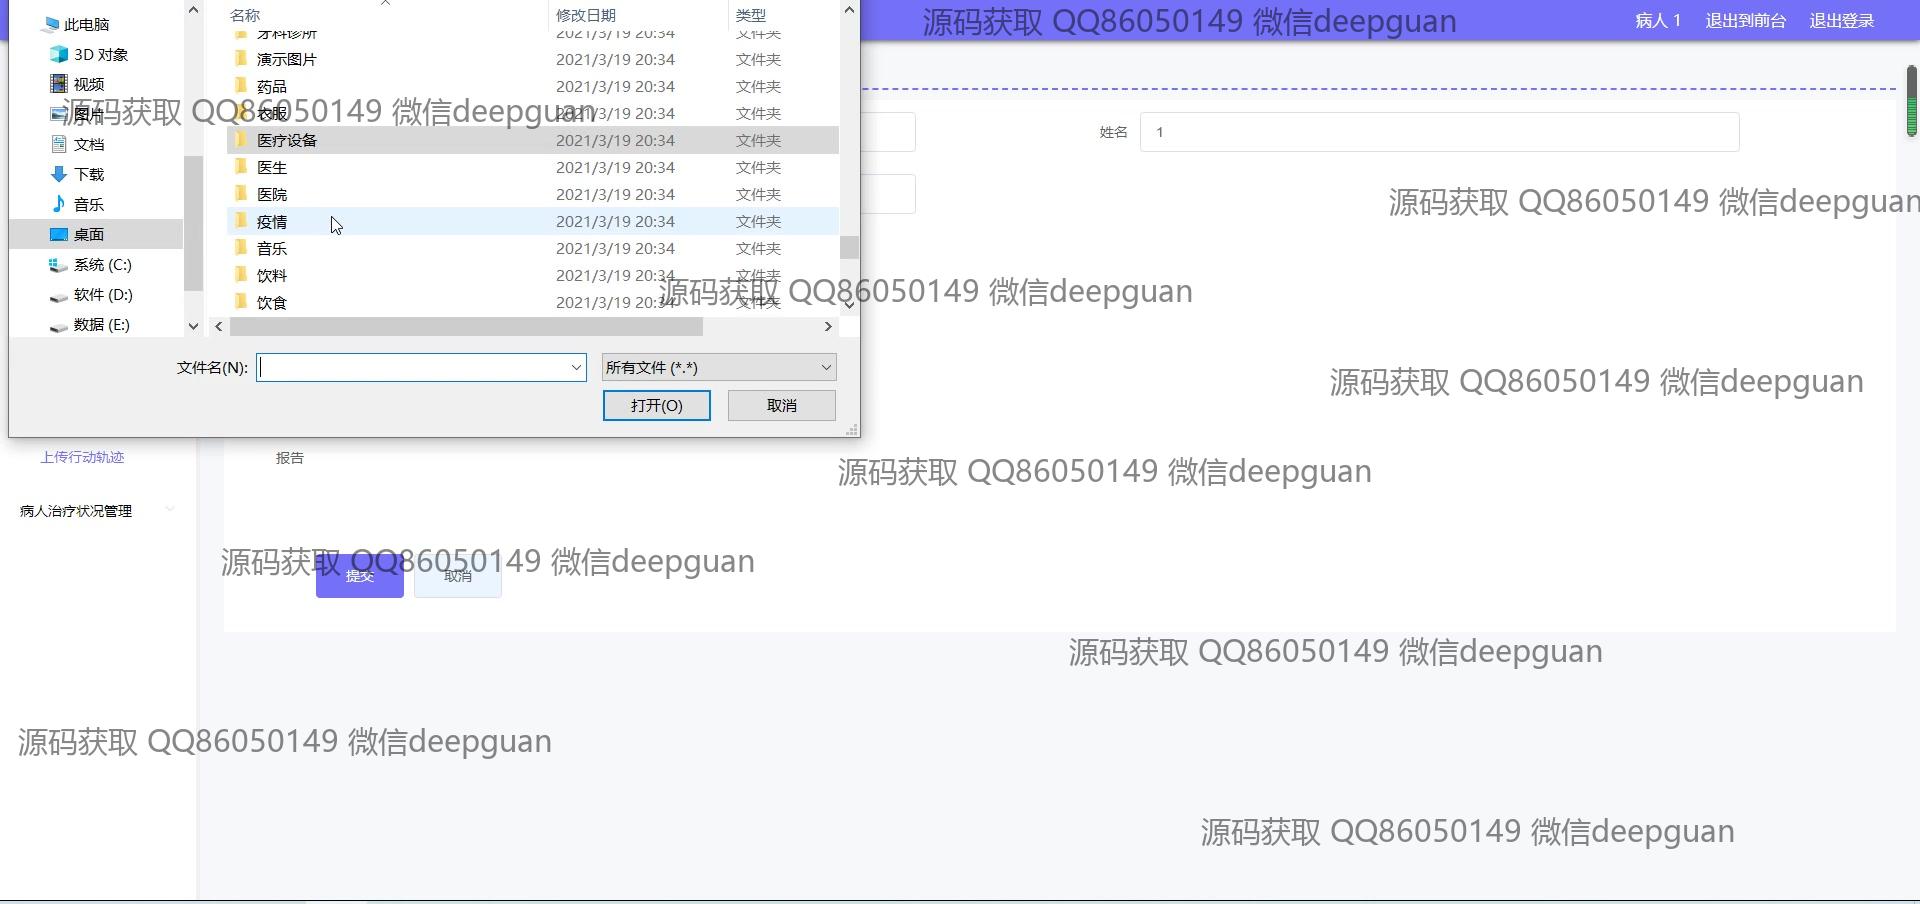 名称 修改日期 类型
此电脑
3D 对象
视频
图片
文档
下载
音乐
桌面
系统 (C:)
软件 (D:)
数据 (E:)
牙科诊所 2021/3/19 20:34 文件夹
演示图片 2021/3/19 20:34 文件夹
药品 2021/3/19 20:34 文件夹
衣服 2021/3/19 20:34 文件夹
医疗设备 2021/3/19 20:34 文件夹
医生 2021/3/19 20:34 文件夹
医院 2021/3/19 20:34 文件夹
疫情 2021/3/19 20:34 文件夹
音乐 2021/3/19 20:34 文件夹
饮料 2021/3/19 20:34 文件夹
饮食 2021/3/19 20:34 文件夹
文件名(N): 所有文件 (*.*)
打开(O) 取消
源码获取 QQ86050149 微信deepguan
病人 1 退出到前台 退出登录
源码获取 QQ86050149 微信deepguan
姓名 1
源码获取 QQ86050149 微信deepguan
源码获取 QQ86050149 微信deepguan
源码获取 QQ86050149 微信deepguan
上传行动轨迹
报告
源码获取 QQ86050149 微信deepguan
病人治疗状况管理
源码获取 QQ86050149 微信deepguan
提交 取消
源码获取 QQ86050149 微信deepguan
源码获取 QQ86050149 微信deepguan
源码获取 QQ86050149 微信deepguan